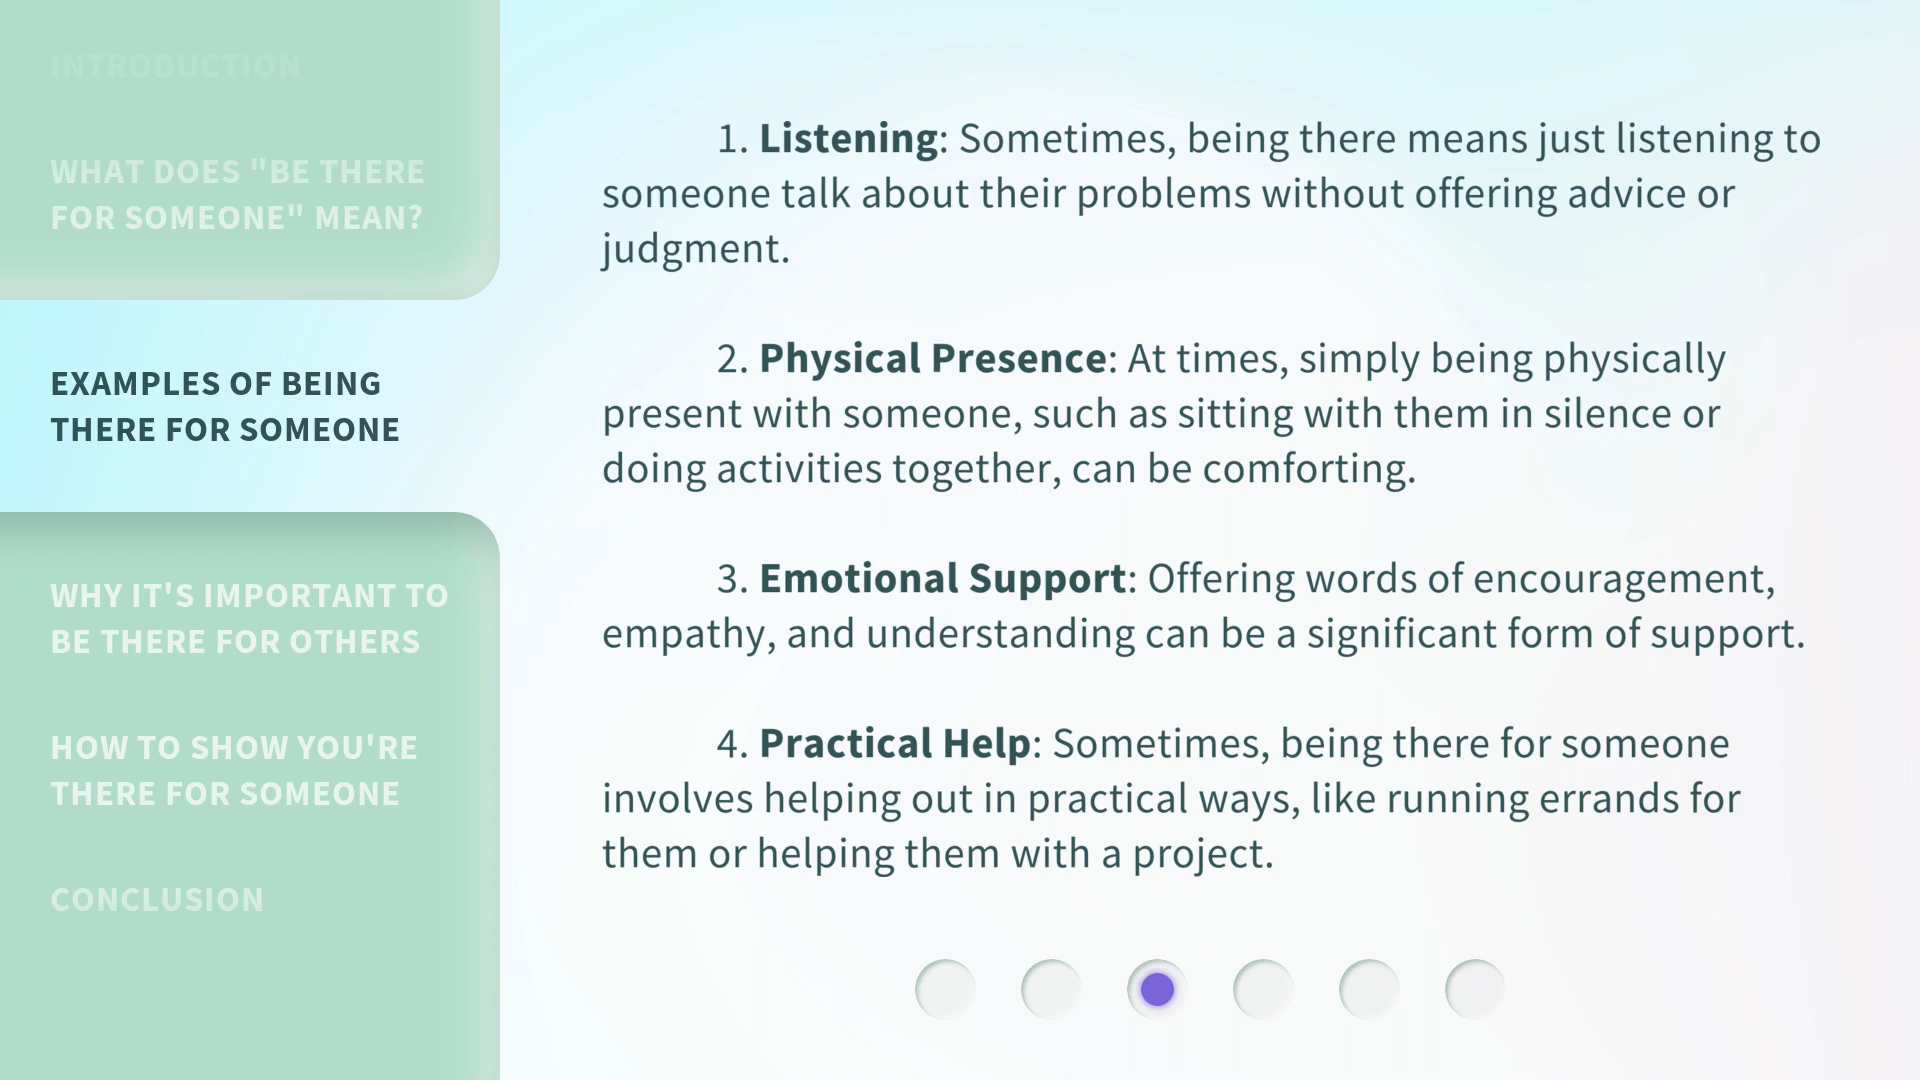 INTRODUCTION
WHAT DOES "BE THERE
FOR SOMEONE" MEAN?
EXAMPLES OF BEING
THERE FOR SOMEONE
WHY IT'S IMPORTANT TO
BE THERE FOR OTHERS
HOW TO SHOW YOU'RE
THERE FOR SOMEONE
CONCLUSION
1. Listening: Sometimes, being there means just listening to
someone talk about their problems without offering advice or
judgment.
2. Physical Presence: At times, simply being physically
present with someone, such as sitting with them in silence or
doing activities together, can be comforting.
3. Emotional Support: Offering words of encouragement,
empathy, and understanding can be a significant form of support.
4. Practical Help: Sometimes, being there for someone
involves helping out in practical ways, like running errands for
them or helping them with a project.